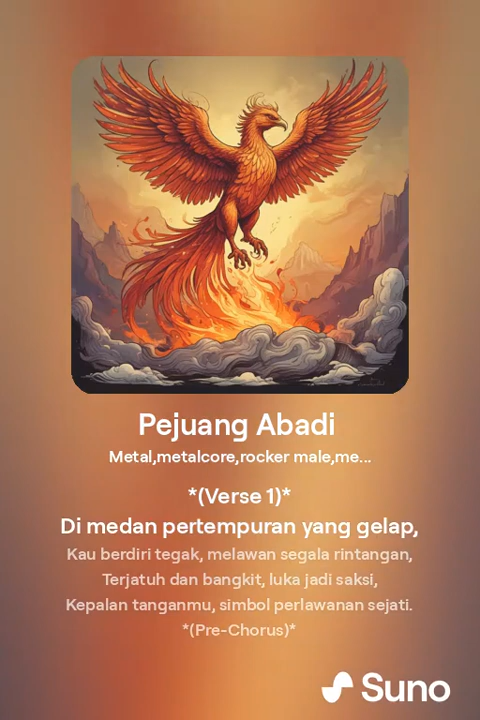 Pejuang Abadi
Metal,metalcore,rocker male,me...
*(Verse 1)*
Di medan pertempuran yang gelap,
Kau berdiri tegak, melawan segala rintangan,
Terjatuh dan bangkit, luka jadi saksi,
Kepalan tanganmu, simbol perlawanan sejati.
*(Pre-Chorus)*
Suno